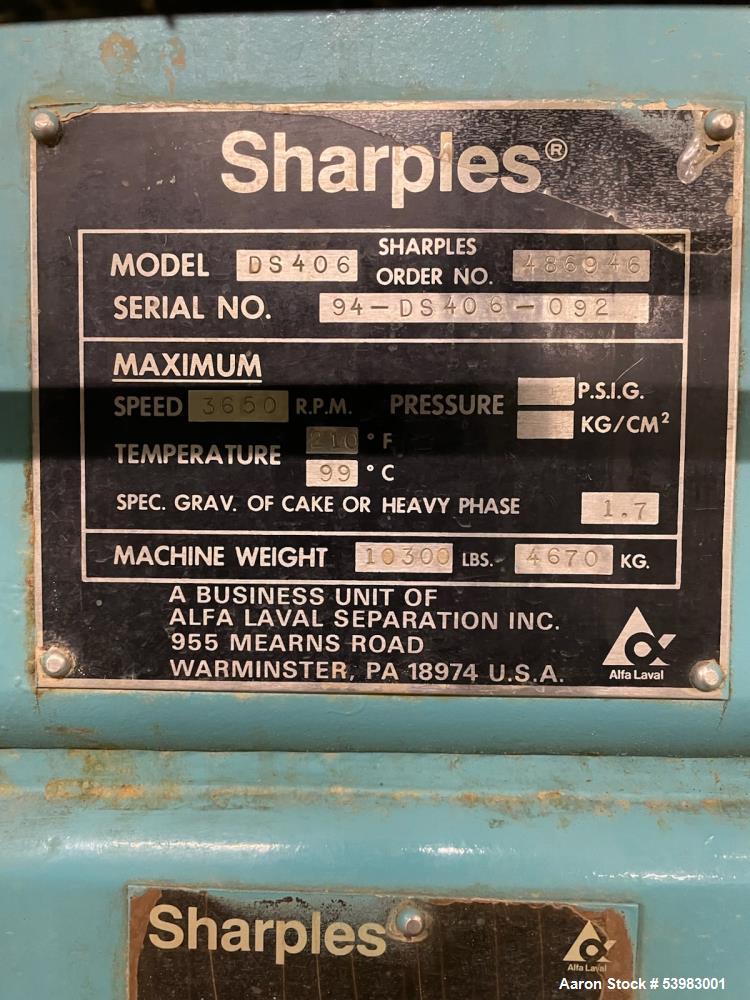 Sharples®
MODEL DS406 SHARPLES ORDER NO. 486946
SERIAL NO. 94-DS406-092
MAXIMUM
SPEED 3650 R.P.M. PRESSURE P.S.I.G.
KG/CM²
TEMPERATURE 210 °F
99 °C
SPEC. GRAV. OF CAKE OR HEAVY PHASE 1.7
MACHINE WEIGHT 10300 LBS. 4670 KG.
A BUSINESS UNIT OF
ALFA LAVAL SEPARATION INC.
955 MEARNS ROAD
WARMINSTER, PA 18974 U.S.A.
Alfa Laval
Sharples
Alfa Laval
Aaron Stock # 53983001